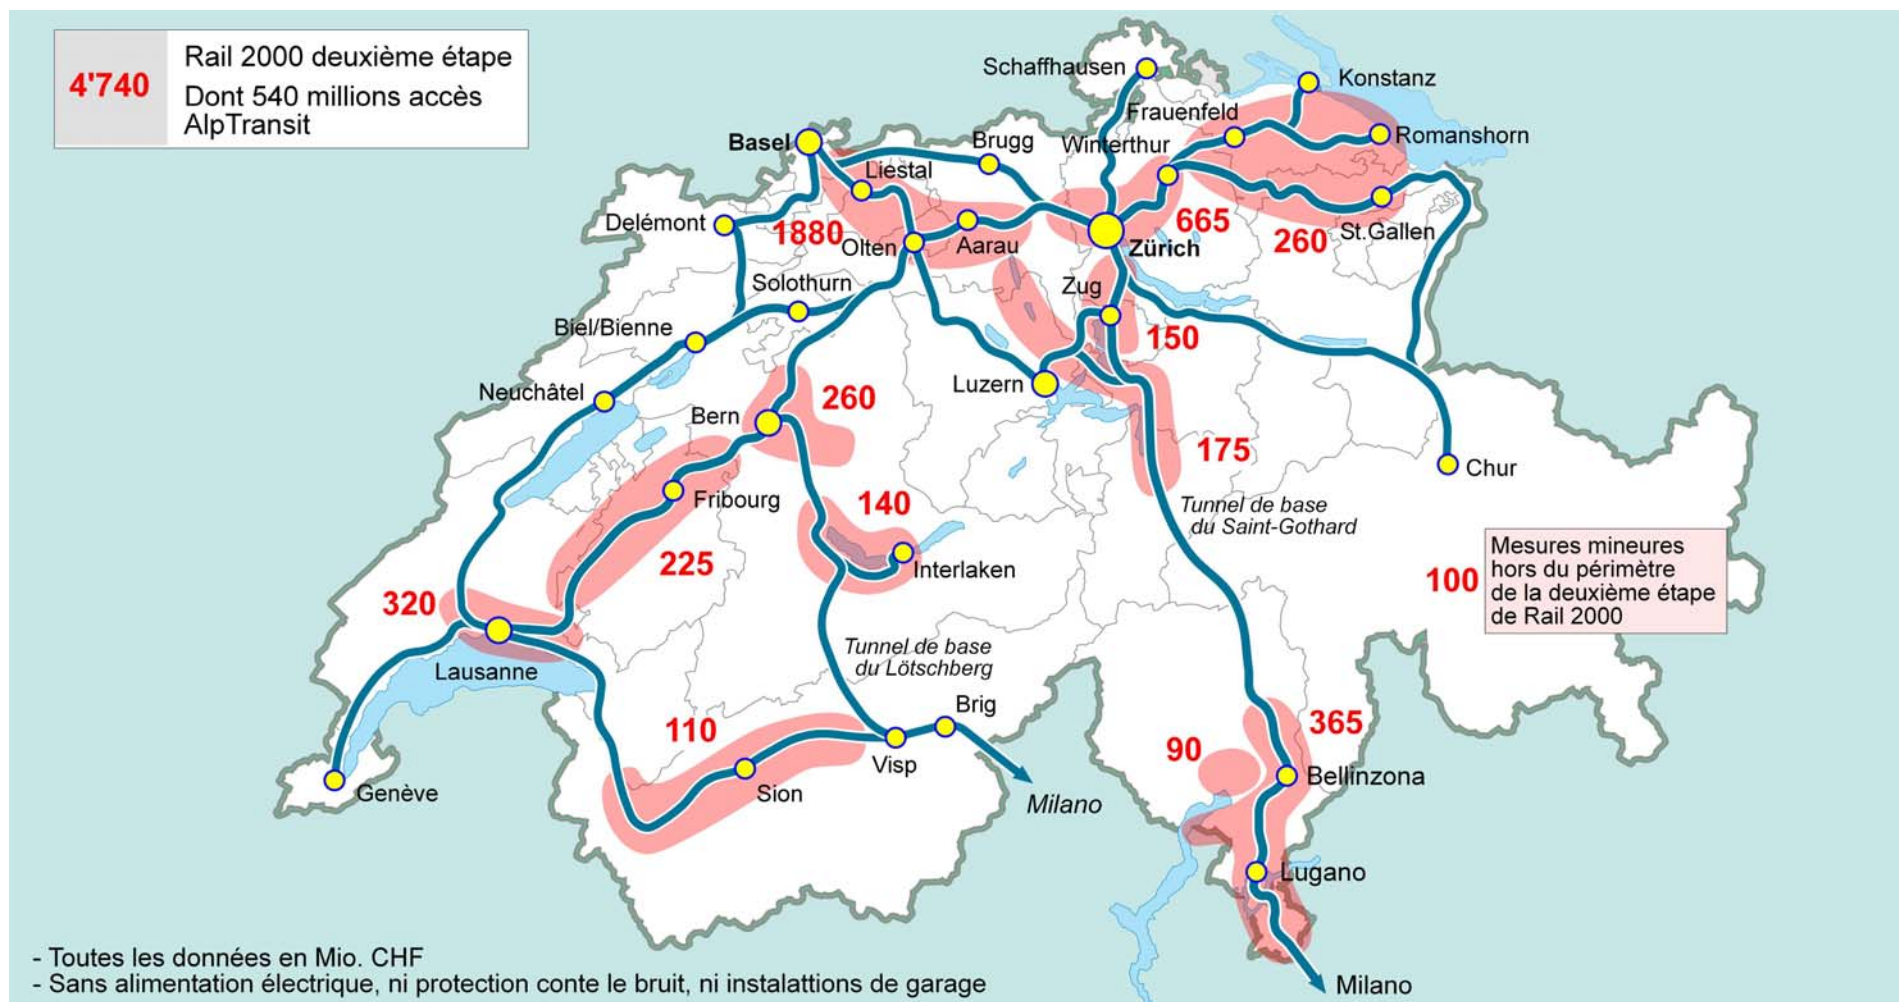 4'740
Rail 2000 deuxième étape
Dont 540 millions accès
AlpTransit
Schaffhausen
Konstanz
Frauenfeld
Romanshorn
Basel
Brugg
Winterthur
Liestal
Delémont
1880
Olten
Aarau
665
Zürich
260
St.Gallen
Solothurn
Zug
Biel/Bienne
150
Neuchâtel
Luzern
Bern
260
175
Chur
Fribourg
140
Tunnel de base
du Saint-Gothard
225
Interlaken
100
Mesures mineures
hors du périmètre
de la deuxième étape
de Rail 2000
320
Lausanne
Tunnel de base
du Lötschberg
Brig
110
365
90
Visp
Bellinzona
Genève
Sion
Milano
Lugano
- Toutes les données en Mio. CHF
- Sans alimentation électrique, ni protection conte le bruit, ni instalattions de garage
Milano